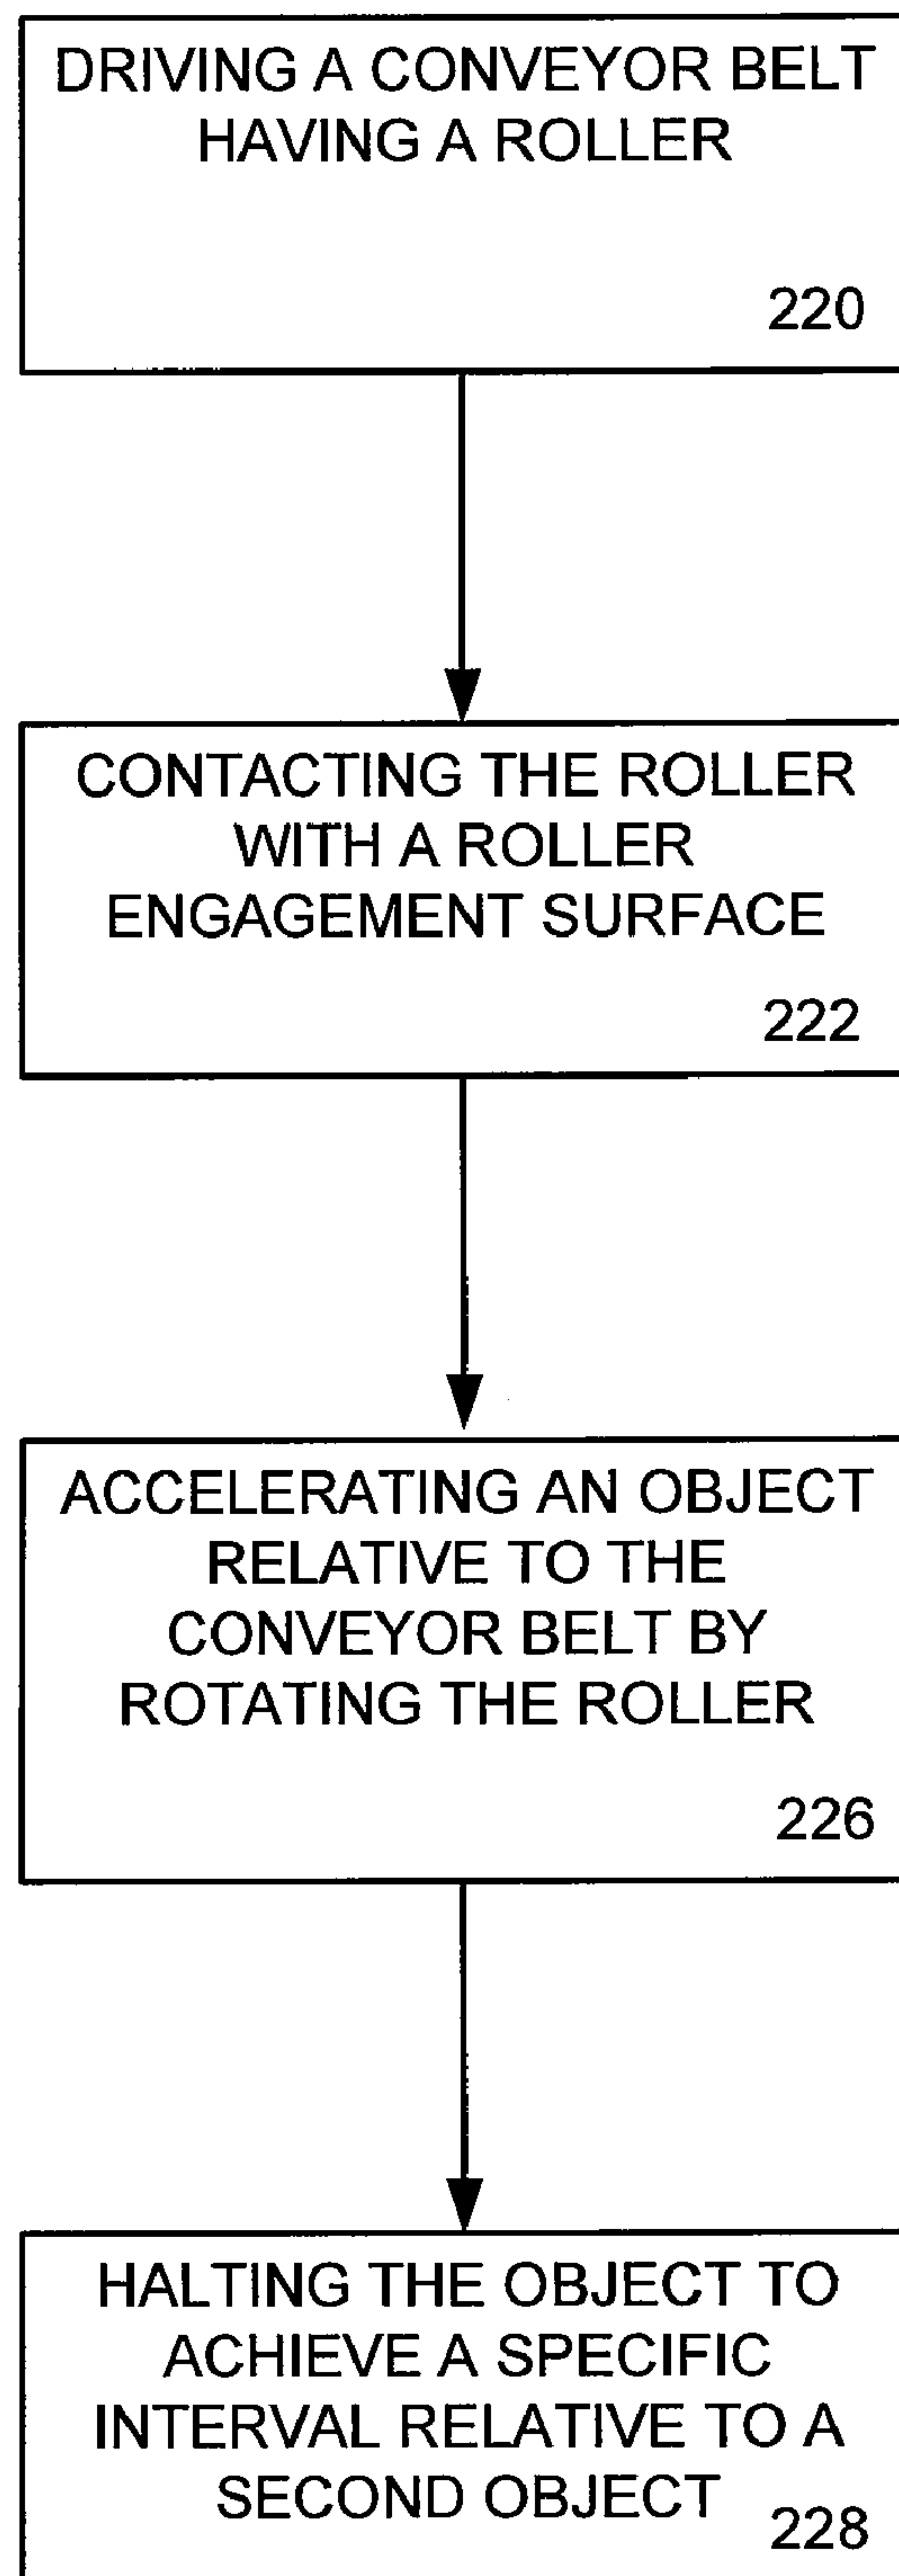 DRIVING A CONVEYOR BELT
HAVING A ROLLER
220
CONTACTING THE ROLLER
WITH A ROLLER
ENGAGEMENT SURFACE
222
ACCELERATING AN OBJECT
RELATIVE TO THE
CONVEYOR BELT BY
ROTATING THE ROLLER
226
HALTING THE OBJECT TO
ACHIEVE A SPECIFIC
INTERVAL RELATIVE TO A
SECOND OBJECT
228